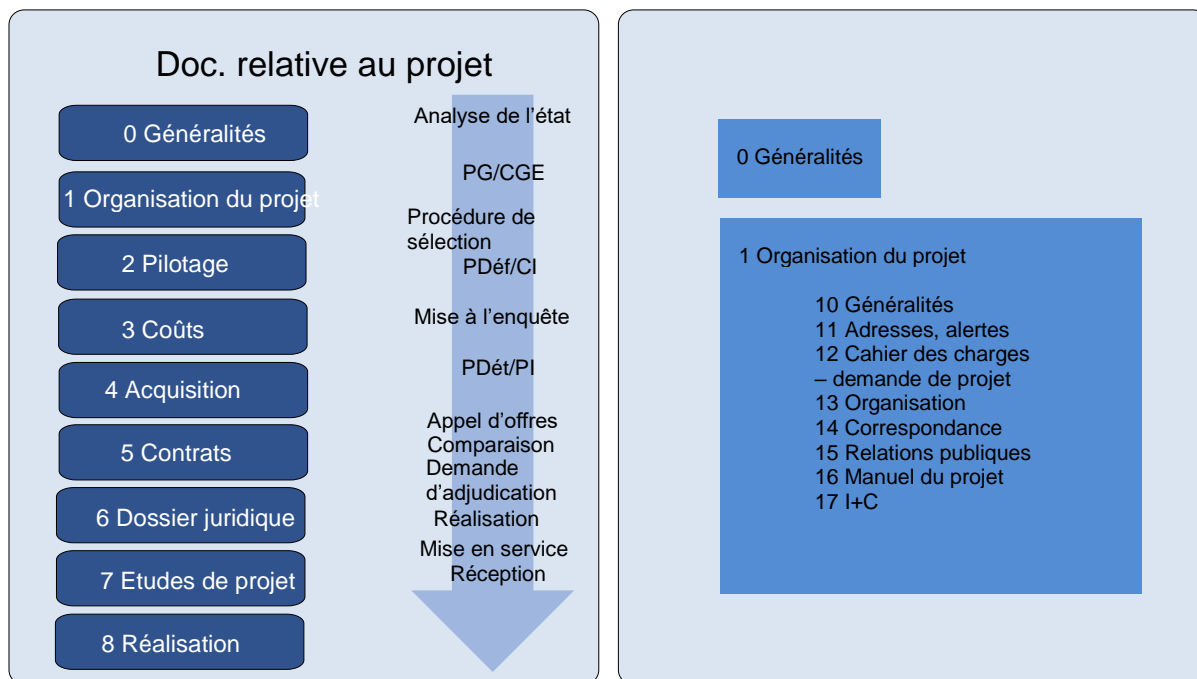 Doc. relative au projet
0 Généralités
1 Organisation du projet
2 Pilotage
3 Coûts
4 Acquisition
5 Contrats
6 Dossier juridique
7 Etudes de projet
8 Réalisation
Analyse de l’état
PG/CGE
Procédure de
sélection
PDéf/CI
Mise à l’enquête
PDét/PI
Appel d’offres
Comparaison
Demande
d’adjudication
Réalisation
Mise en service
Réception
0 Généralités
1 Organisation du projet
10 Généralités
11 Adresses, alertes
12 Cahier des charges
– demande de projet
13 Organisation
14 Correspondance
15 Relations publiques
16 Manuel du projet
17 I+C